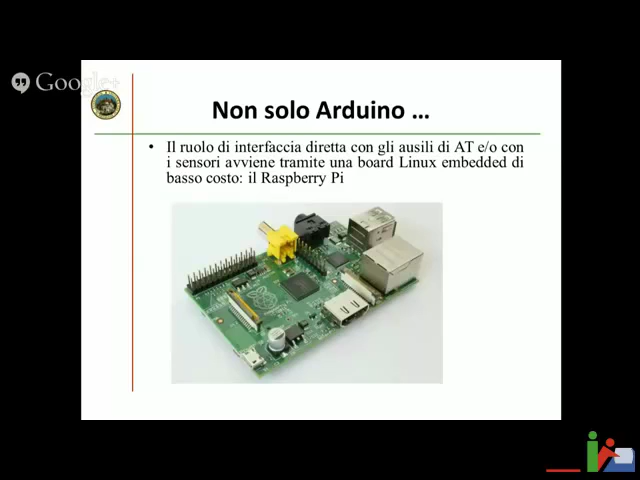 Google+
Non solo Arduino ...
• Il ruolo di interfaccia diretta con gli ausili di AT e/o con
i sensori avviene tramite una board Linux embedded di
basso costo: il Raspberry Pi